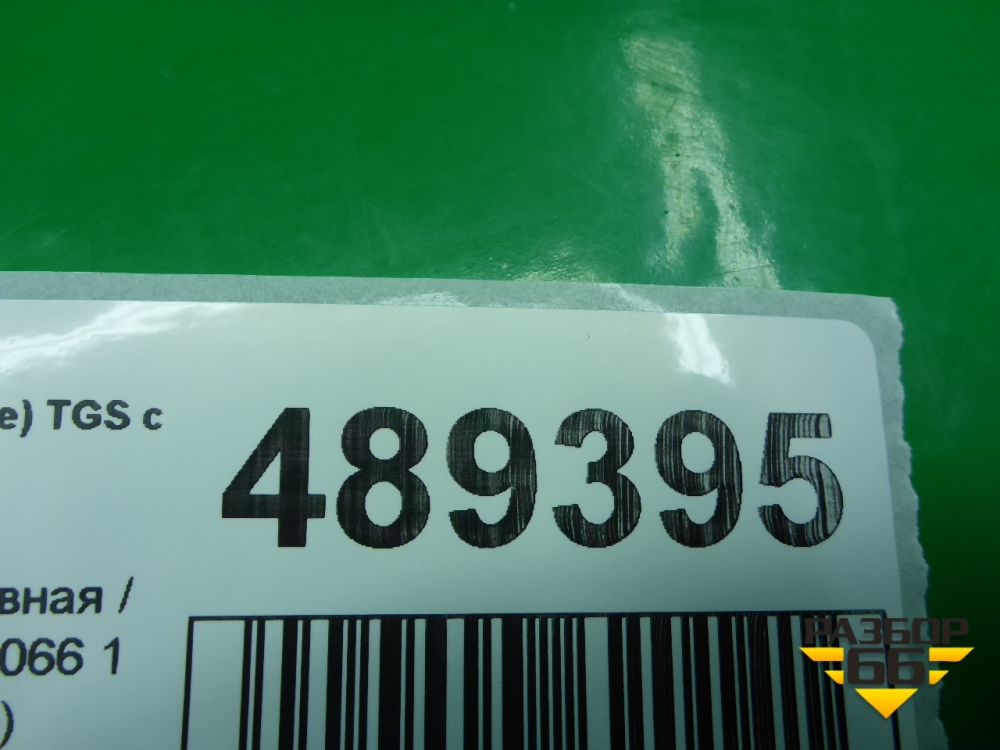 e) TGS с
489395
вная /
066 1
)
РАЗБОР
66